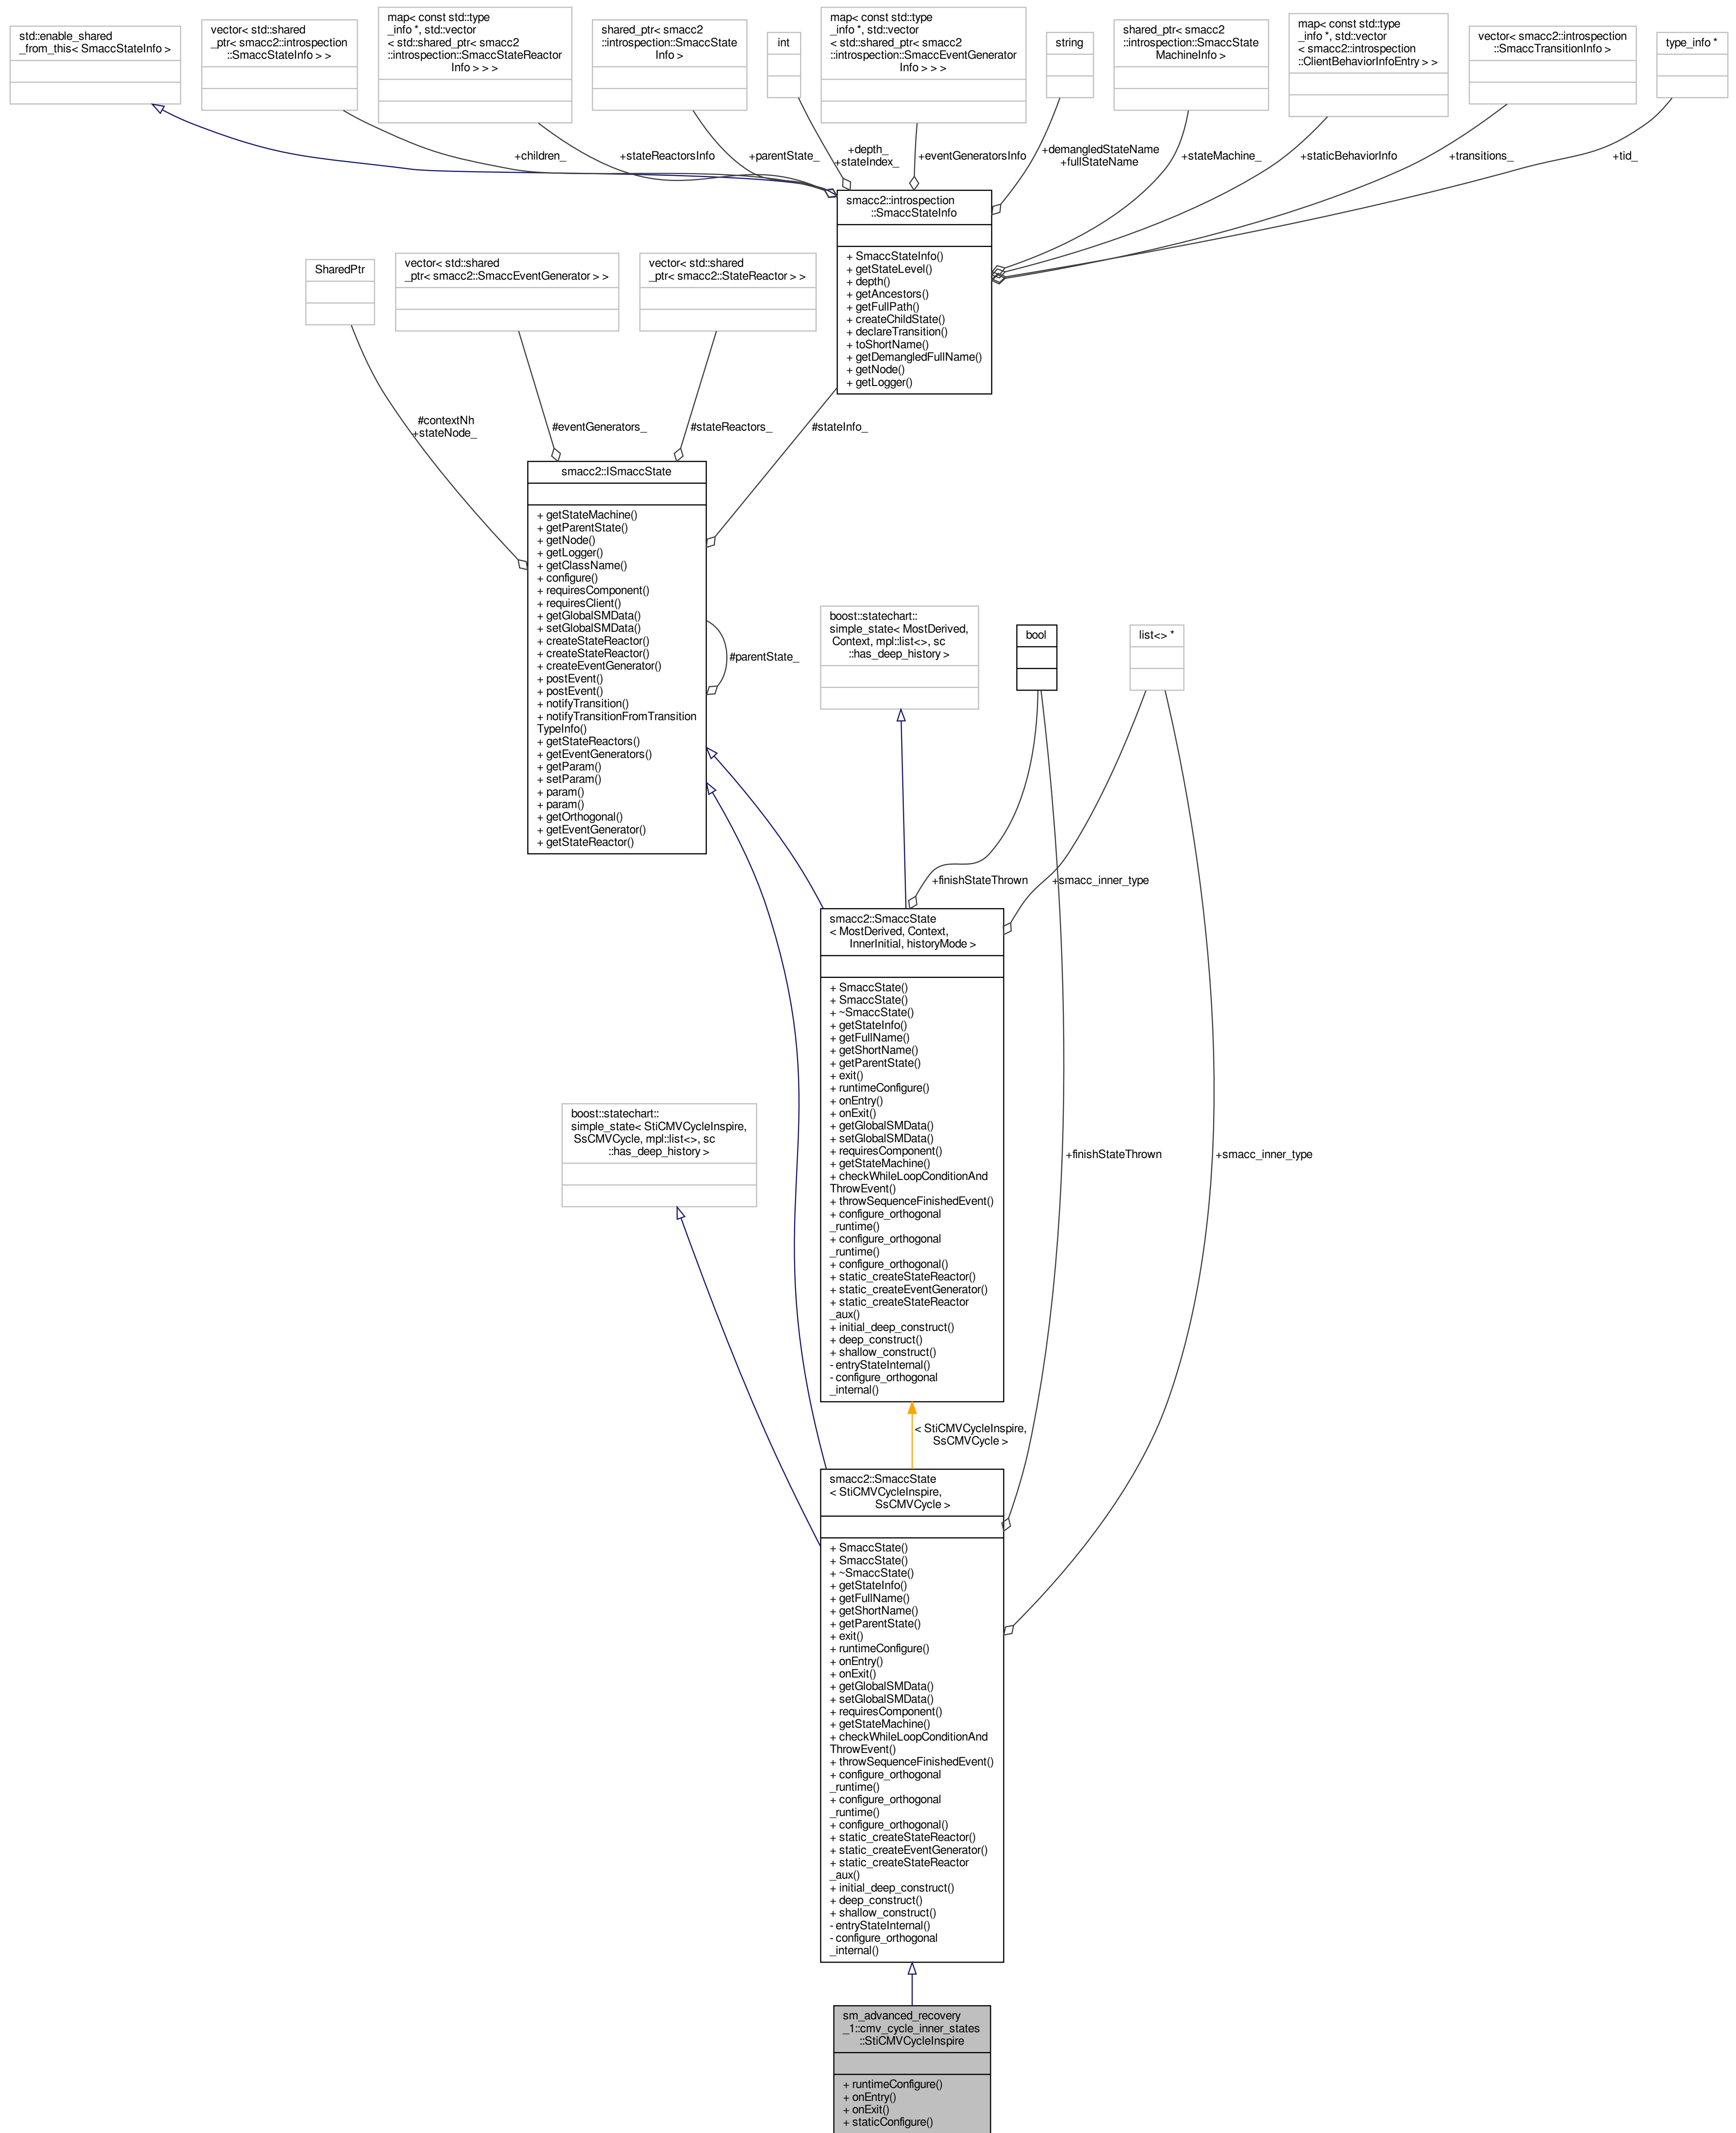 std::enable_shared
_from_this< SmaccStateInfo >
vector< std::shared
_ptr< smacc2::introspection
::SmaccStateInfo > >
map< const std::type
_info *, std::vector
< std::shared_ptr< smacc2
::introspection::SmaccStateReactor
Info > > >
shared_ptr< smacc2
::introspection::SmaccState
Info >
int
map< const std::type
_info *, std::vector
< std::shared_ptr< smacc2
::introspection::SmaccEventGenerator
Info > > >
string
shared_ptr< smacc2
::introspection::SmaccState
MachineInfo >
map< const std::type
_info *, std::vector
< smacc2::introspection
::ClientBehaviorInfoEntry > >
vector< smacc2::introspection
::SmaccTransitionInfo >
type_info *
+children_
+stateReactorsInfo
+parentState_
+depth_
+stateIndex_
+eventGeneratorsInfo
+demangledStateName
+fullStateName
+stateMachine_
+staticBehaviorInfo
+transitions_
+tid_
smacc2::introspection
::SmaccStateInfo
+ SmaccStateInfo()
+ getStateLevel()
+ depth()
+ getAncestors()
+ getFullPath()
+ createChildState()
+ declareTransition()
+ toShortName()
+ getDemangledFullName()
+ getNode()
+ getLogger()
SharedPtr
vector< std::shared
_ptr< smacc2::SmaccEventGenerator > >
vector< std::shared
_ptr< smacc2::StateReactor > >
#contextNh
+stateNode_
#eventGenerators_
#stateReactors_
#stateInfo_
smacc2::ISmaccState
+ getStateMachine()
+ getParentState()
+ getNode()
+ getLogger()
+ getClassName()
+ configure()
+ requiresComponent()
+ requiresClient()
+ getGlobalSMData()
+ setGlobalSMData()
+ createStateReactor()
+ createStateReactor()
+ createEventGenerator()
+ postEvent()
+ postEvent()
+ notifyTransition()
+ notifyTransitionFromTransition
TypeInfo()
+ getStateReactors()
+ getEventGenerators()
+ getParam()
+ setParam()
+ param()
+ param()
+ getOrthogonal()
+ getEventGenerator()
+ getStateReactor()
#parentState_
boost::statechart::
simple_state< MostDerived,
Context, mpl::list<>, sc
::has_deep_history >
bool
list<> *
+finishStateThrown
+smacc_inner_type
smacc2::SmaccState
< MostDerived, Context,
InnerInitial, historyMode >
+ SmaccState()
+ SmaccState()
+ ~SmaccState()
+ getStateInfo()
+ getFullName()
+ getShortName()
+ getParentState()
+ exit()
+ runtimeConfigure()
+ onEntry()
+ onExit()
+ getGlobalSMData()
+ setGlobalSMData()
+ requiresComponent()
+ getStateMachine()
+ checkWhileLoopConditionAnd
ThrowEvent()
+ throwSequenceFinishedEvent()
+ configure_orthogonal
_runtime()
+ configure_orthogonal
_runtime()
+ configure_orthogonal()
+ static_createStateReactor()
+ static_createEventGenerator()
+ static_createStateReactor
_aux()
+ initial_deep_construct()
+ deep_construct()
+ shallow_construct()
- entryStateInternal()
- configure_orthogonal
_internal()
boost::statechart::
simple_state< StiCMVCycleInspire,
SsCMVCycle, mpl::list<>, sc
::has_deep_history >
+finishStateThrown
+smacc_inner_type
< StiCMVCycleInspire,
SsCMVCycle >
smacc2::SmaccState
< StiCMVCycleInspire,
SsCMVCycle >
+ SmaccState()
+ SmaccState()
+ ~SmaccState()
+ getStateInfo()
+ getFullName()
+ getShortName()
+ getParentState()
+ exit()
+ runtimeConfigure()
+ onEntry()
+ onExit()
+ getGlobalSMData()
+ setGlobalSMData()
+ requiresComponent()
+ getStateMachine()
+ checkWhileLoopConditionAnd
ThrowEvent()
+ throwSequenceFinishedEvent()
+ configure_orthogonal
_runtime()
+ configure_orthogonal
_runtime()
+ configure_orthogonal()
+ static_createStateReactor()
+ static_createEventGenerator()
+ static_createStateReactor
_aux()
+ initial_deep_construct()
+ deep_construct()
+ shallow_construct()
- entryStateInternal()
- configure_orthogonal
_internal()
sm_advanced_recovery
_1::cmv_cycle_inner_states
::StiCMVCycleInspire
+ runtimeConfigure()
+ onEntry()
+ onExit()
+ staticConfigure()